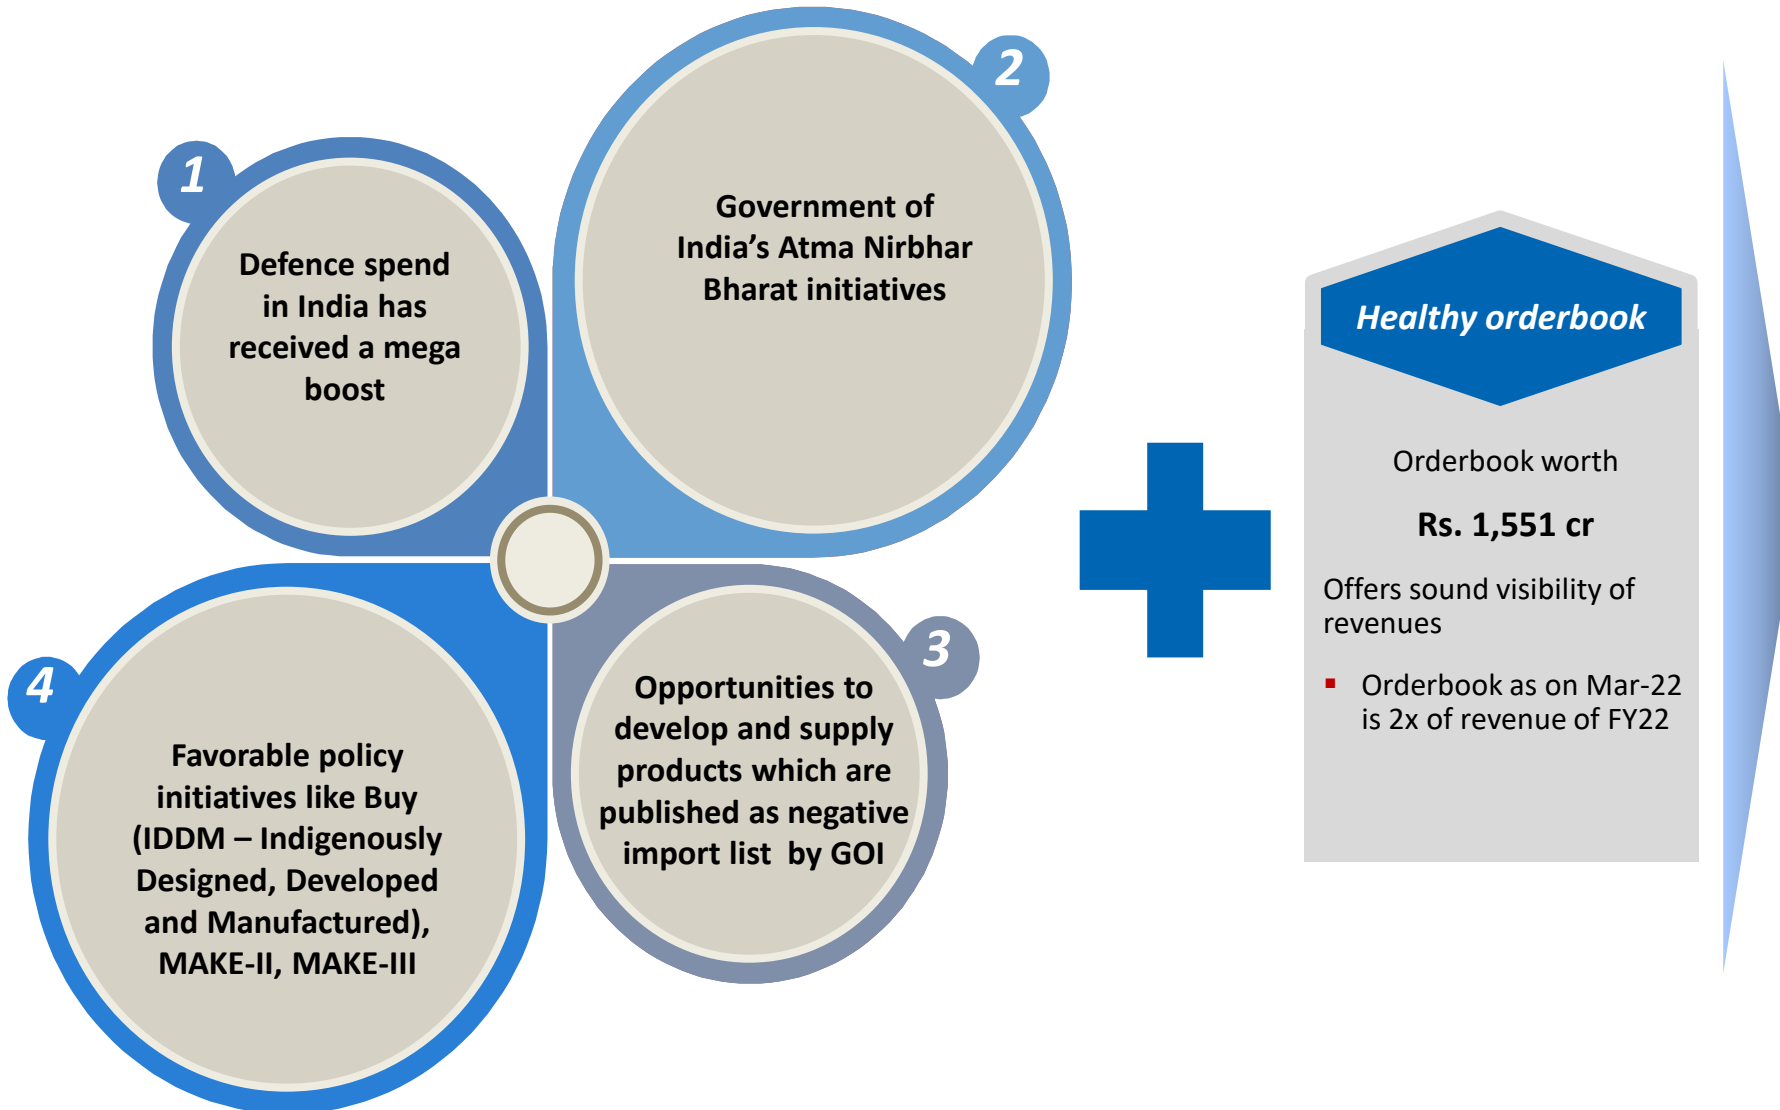 1
Defence spend
in India has
received a mega
boost
2
Government of
India's Atma Nirbhar
Bharat initiatives
3
Opportunities to
develop and supply
products which are
published as negative
import list  by GOI
4
Favorable policy
initiatives like Buy
(IDDM – Indigenously
Designed, Developed
and Manufactured),
MAKE-II, MAKE-III
Healthy orderbook
Orderbook worth
Rs. 1,551 cr
Offers sound visibility of
revenues
▪ Orderbook as on Mar-22
is 2x of revenue of FY22